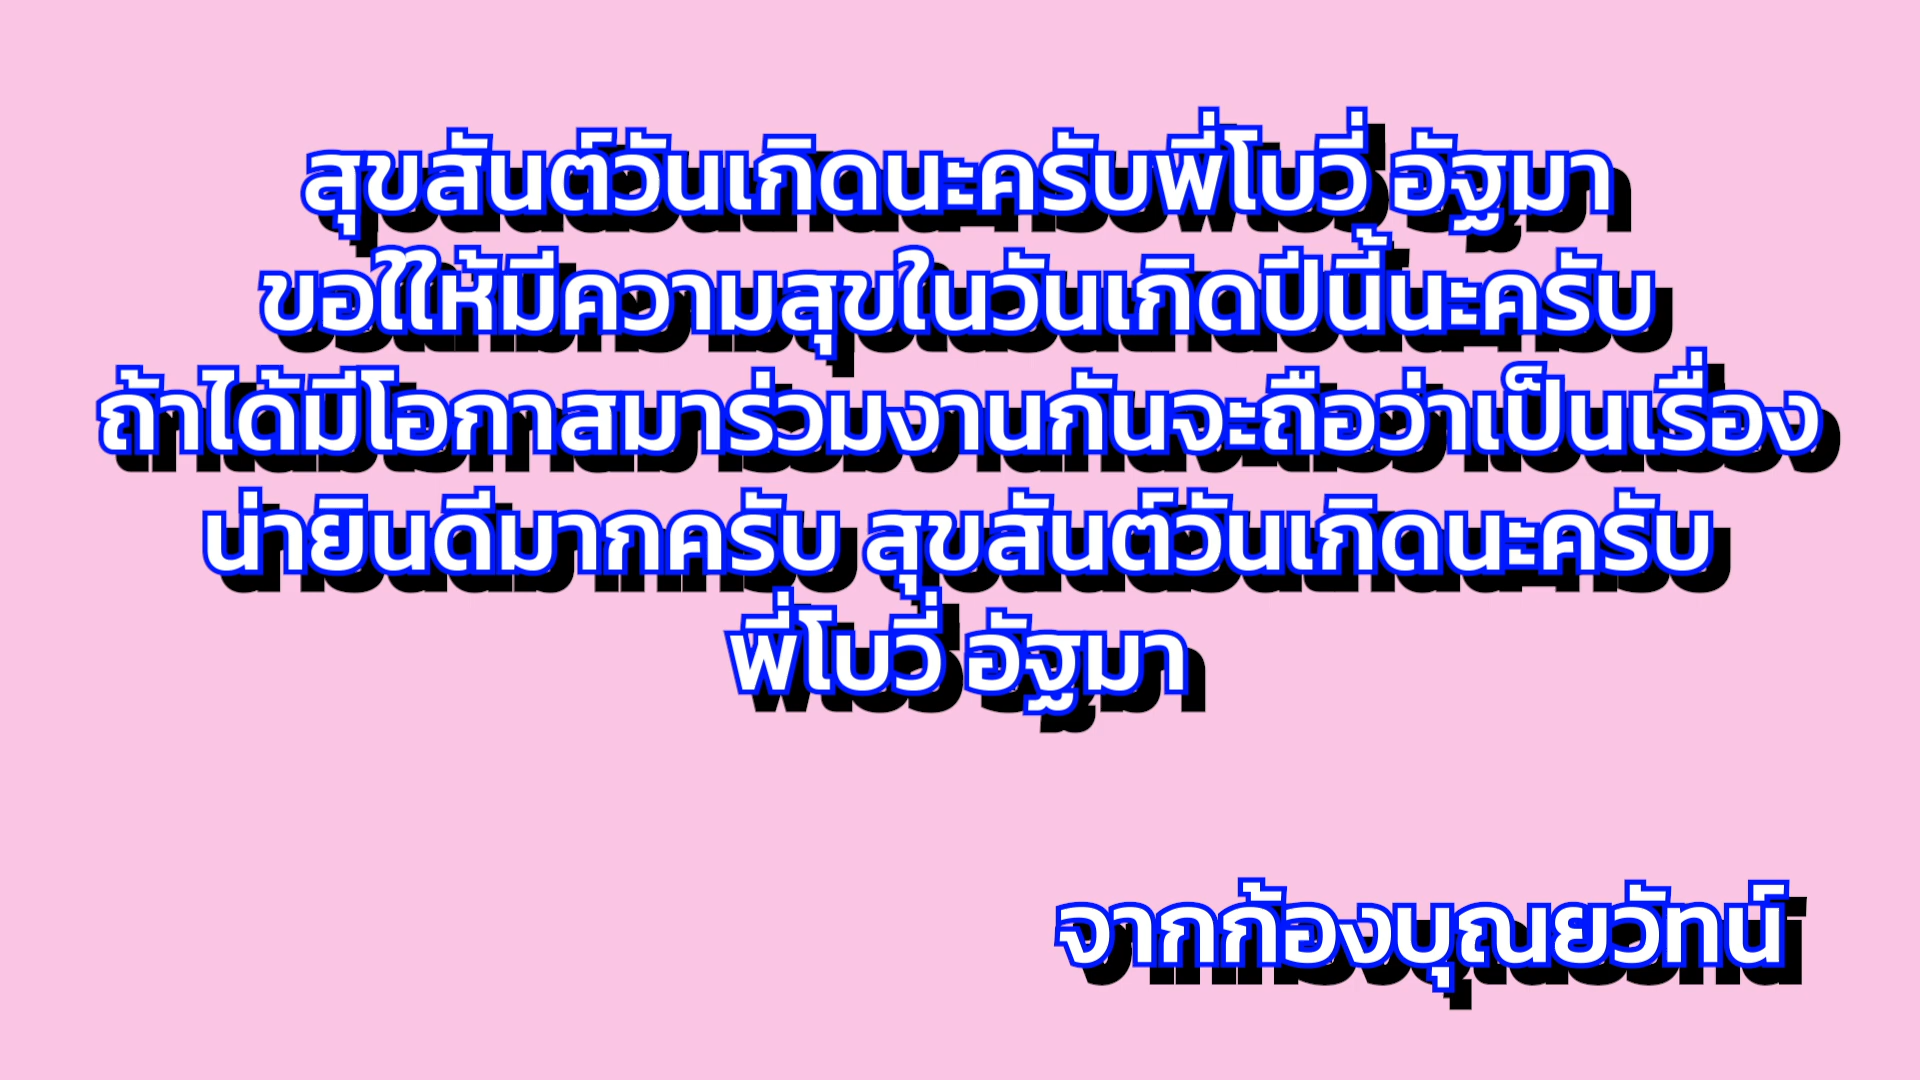 สุขสันต์วันเกิดนะครับพี่โบวี่ อัฐมา
ขอใใให้มีความสุขในวันเกิดปีนี้นะครับ
ถ้าได้มีโอกาสมาร่วมงานกันจะถือว่าเป็นเรื่อง
น่ายินดีมากครับ สุขสันต์วันเกิดนะครับ
พี่โบวี่ อัฐมา
จากก้องบุณยวัทน์